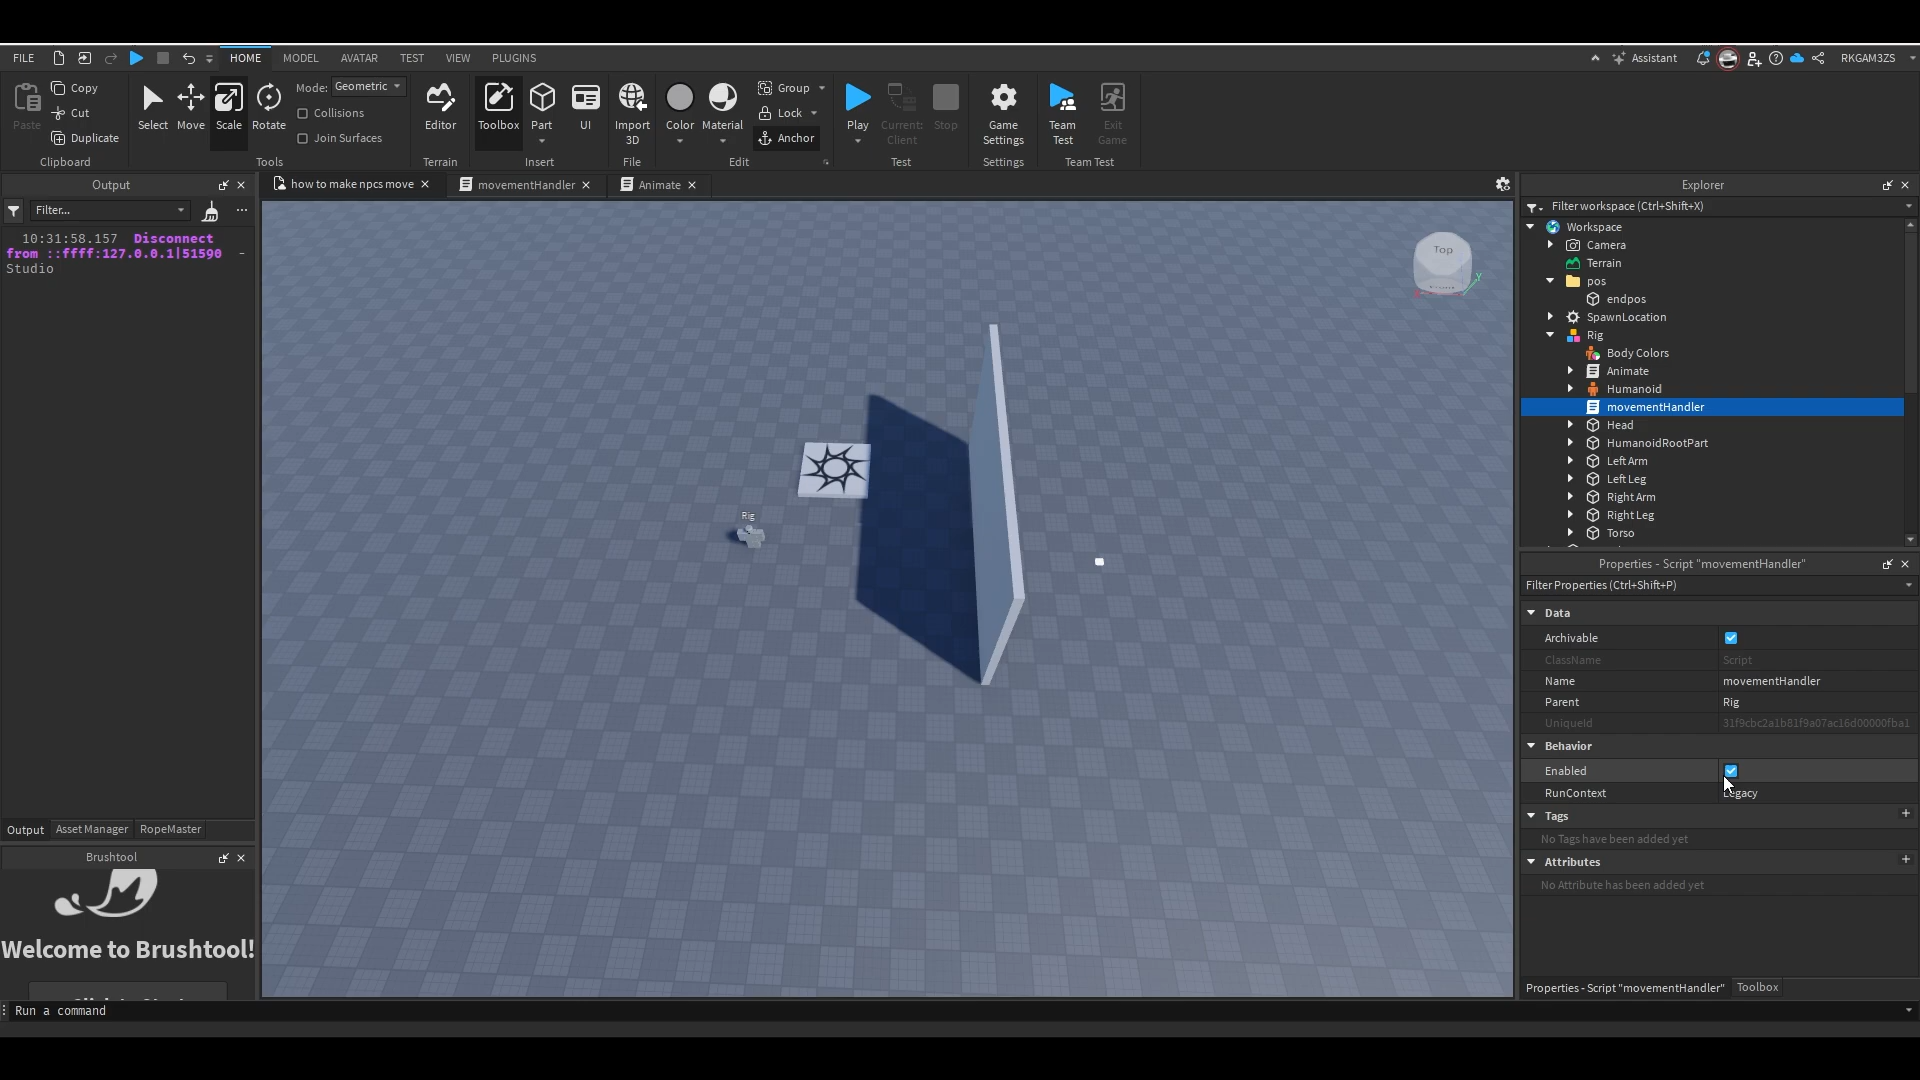 FILE HOME MODEL AVATAR TEST VIEW PLUGINS Assistant RKGAM3ZS
Paste Copy Cut Duplicate Clipboard
Select Move Scale Rotate Mode: Geometric Collisions Join Surfaces Tools
Editor Terrain
Toolbox Part UI Insert
Import 3D File
Color Material Group Lock Anchor Edit
Play Current: Client Stop Test
Game Settings Settings
Team Test Exit Game Team Test
Output
Filter...
10:31:58.157 Disconnect
from ::ffff:127.0.0.1|51590 -
Studio
Output Asset Manager RopeMaster
Brushtool
Welcome to Brushtool!
how to make npcs move movementHandler Animate
Top
Rig
Explorer
Filter workspace (Ctrl+Shift+X)
Workspace
Camera
Terrain
pos
endpos
SpawnLocation
Rig
Body Colors
Animate
Humanoid
movementHandler
Head
HumanoidRootPart
Left Arm
Left Leg
Right Arm
Right Leg
Torso
Properties - Script "movementHandler"
Filter Properties (Ctrl+Shift+P)
Data
Archivable
ClassName Script
Name movementHandler
Parent Rig
UniqueId 31f9cbc2a1b81f9a07ac16d00000fba1
Behavior
Enabled
RunContext Legacy
Tags
No Tags have been added yet
Attributes
No Attribute has been added yet
Properties - Script "movementHandler" Toolbox
Run a command